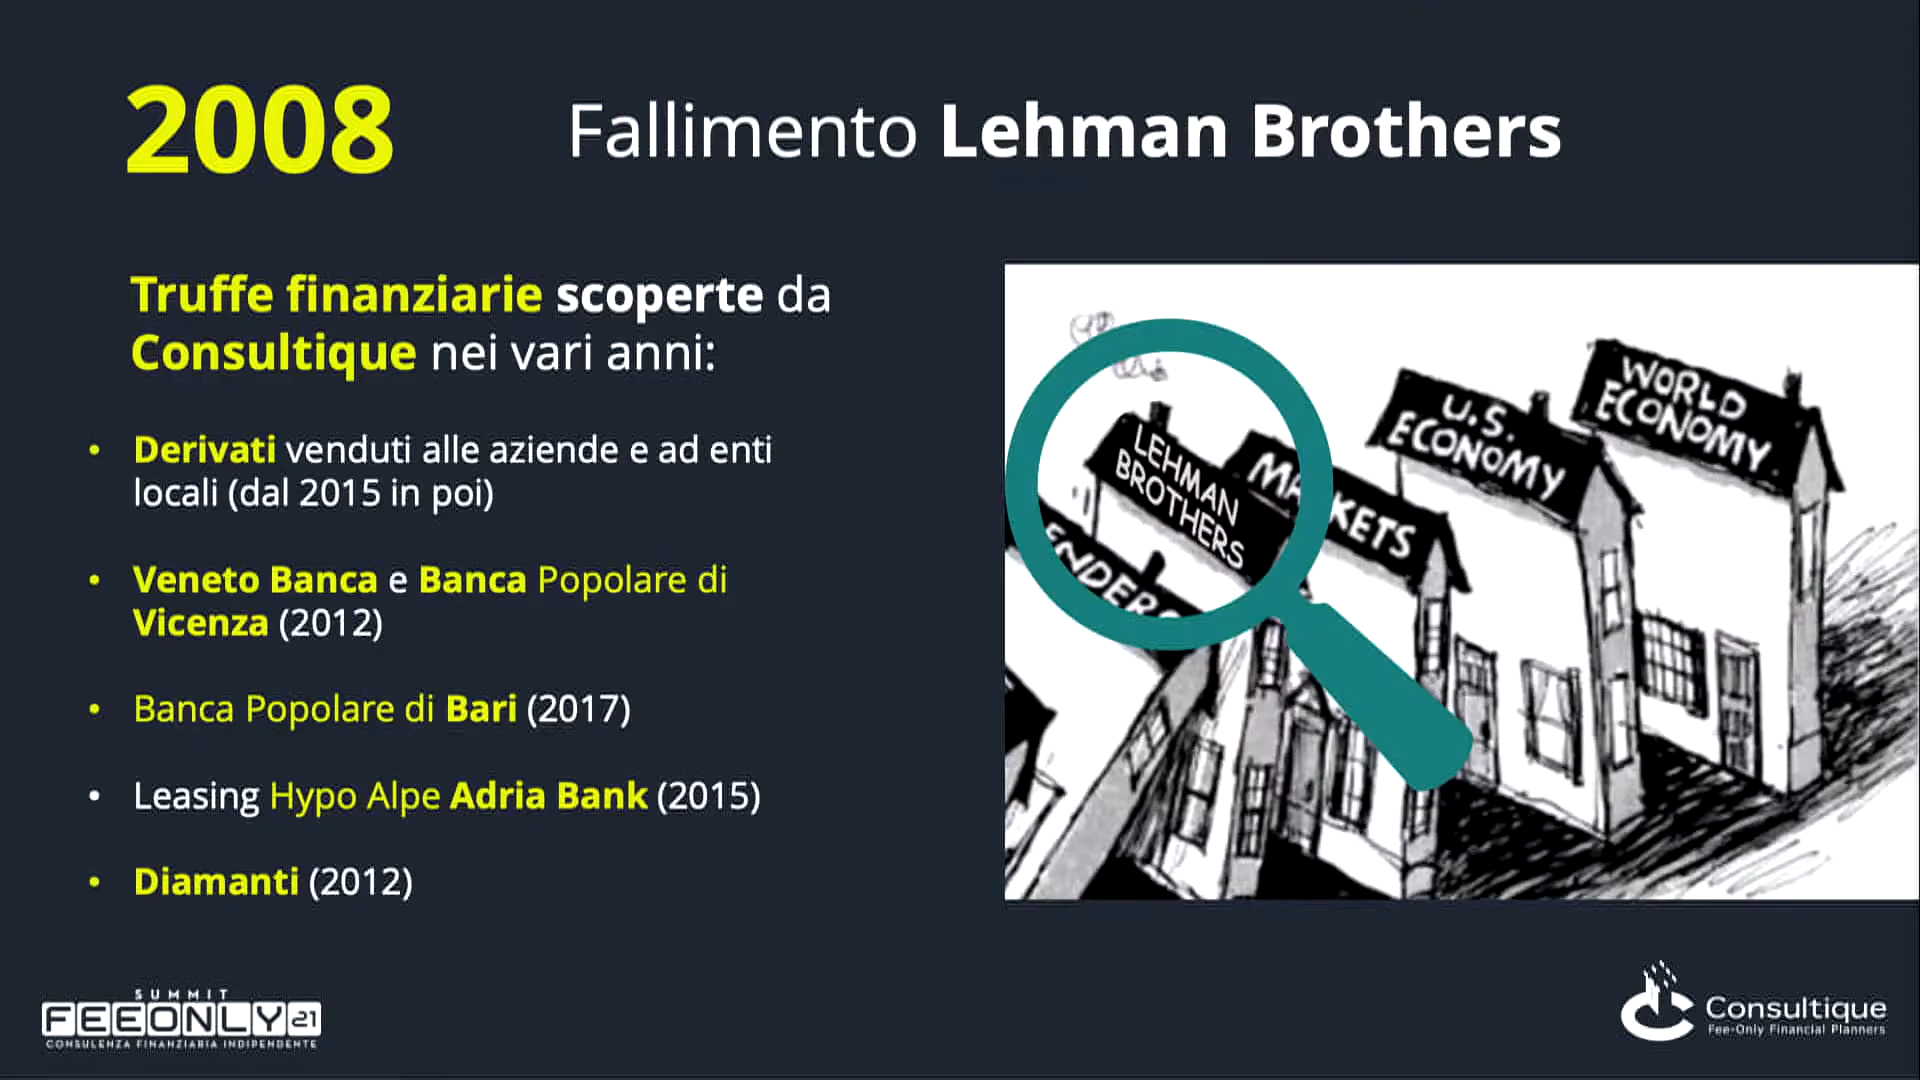 2008
Fallimento Lehman Brothers
Truffe finanziarie scoperte da
Consultique nei vari anni:
• Derivati venduti alle aziende e ad enti
locali (dal 2015 in poi)
• Veneto Banca e Banca Popolare di
Vicenza (2012)
• Banca Popolare di Bari (2017)
• Leasing Hypo Alpe Adria Bank (2015)
• Diamanti (2012)
LEHMAN
BROTHERS
MARKETS
U.S.
ECONOMY
WORLD
ECONOMY
SUMMIT
FEEONLY 21
CONSULENZA FINANZIARIA INDIPENDENTE
Consultique
Fee-Only Financial Planners